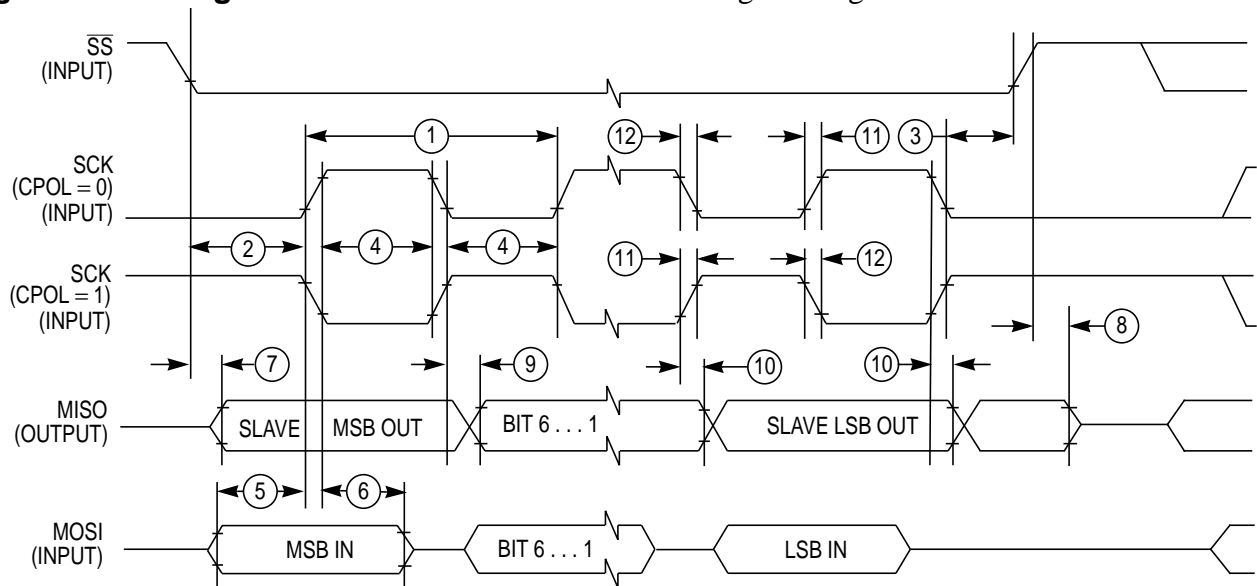 SS
(INPUT)
1
12
11
3
SCK
(CPOL = 0)
(INPUT)
2
4
4
11
12
SCK
(CPOL = 1)
(INPUT)
8
7
9
10
10
MISO
(OUTPUT)
SLAVE MSB OUT
BIT 6 . . . 1
SLAVE LSB OUT
5
6
MOSI
(INPUT)
MSB IN
BIT 6 . . . 1
LSB IN